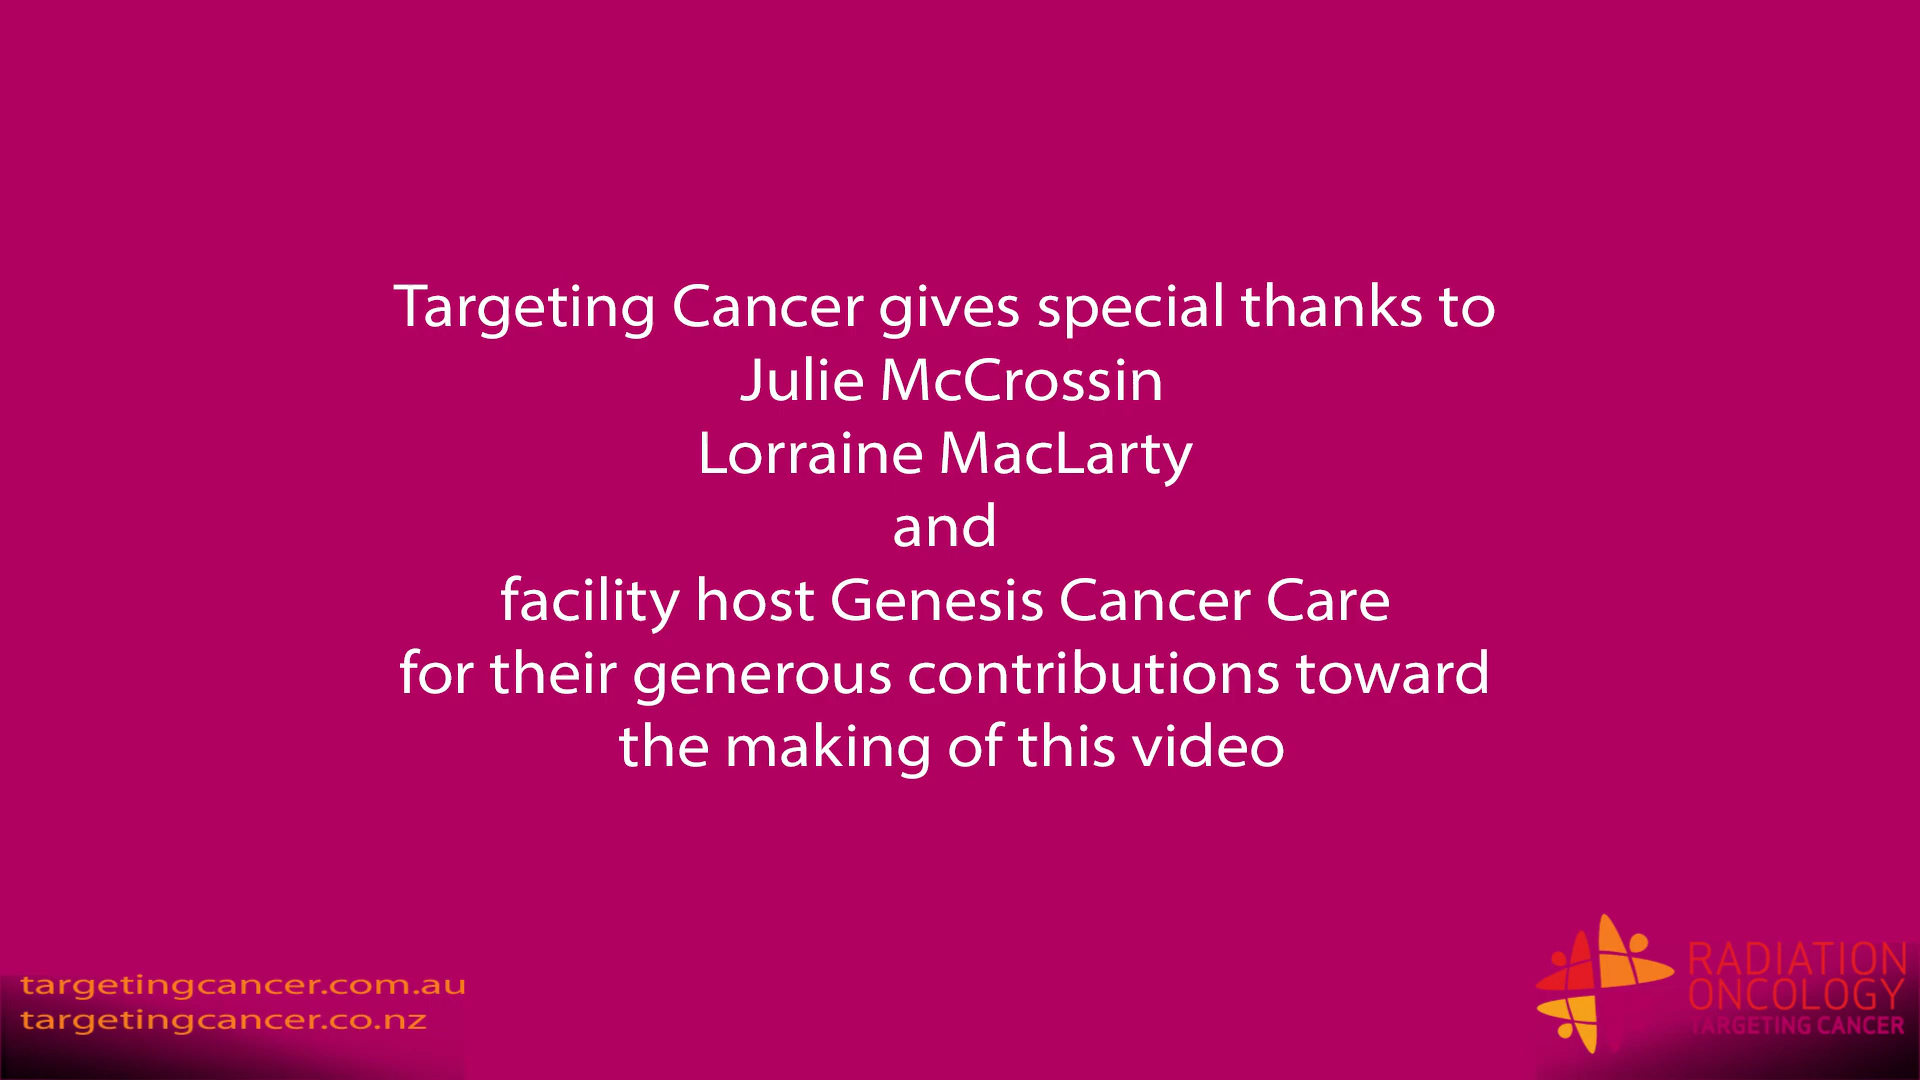 Targeting Cancer gives special thanks to
Julie McCrossin
Lorraine MacLarty
and
facility host Genesis Cancer Care
for their generous contributions toward
the making of this video
targetingcancer.com.au
targetingcancer.co.nz
RADIATION
ONCOLOGY
TARGETING CANCER